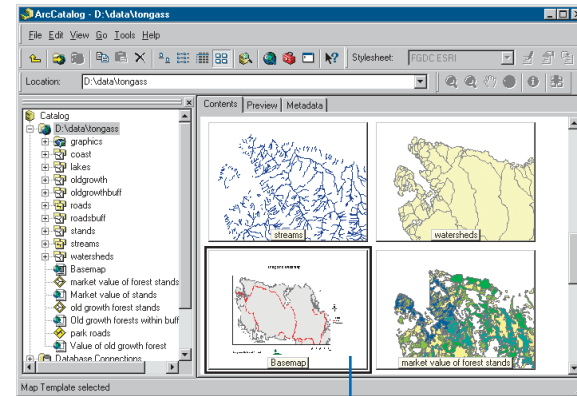 ArcCatalog - D:\data\tongass
File Edit View Go Tools Help
Stylesheet: FGDC ESRI
Location: D:\data\tongass
Contents Preview Metadata
Catalog
D:\data\tongass
graphics
coast
lakes
oldgrowth
oldgrowthbuff
roads
roadsbuff
stands
streams
watersheds
Basemap
market value of forest stands
Market value of stands
old growth forest stands
Old growth forests within buff
park roads
Value of old growth forest
Database Connections
streams
watersheds
Basemap
market value of forest stands
Map Template selected